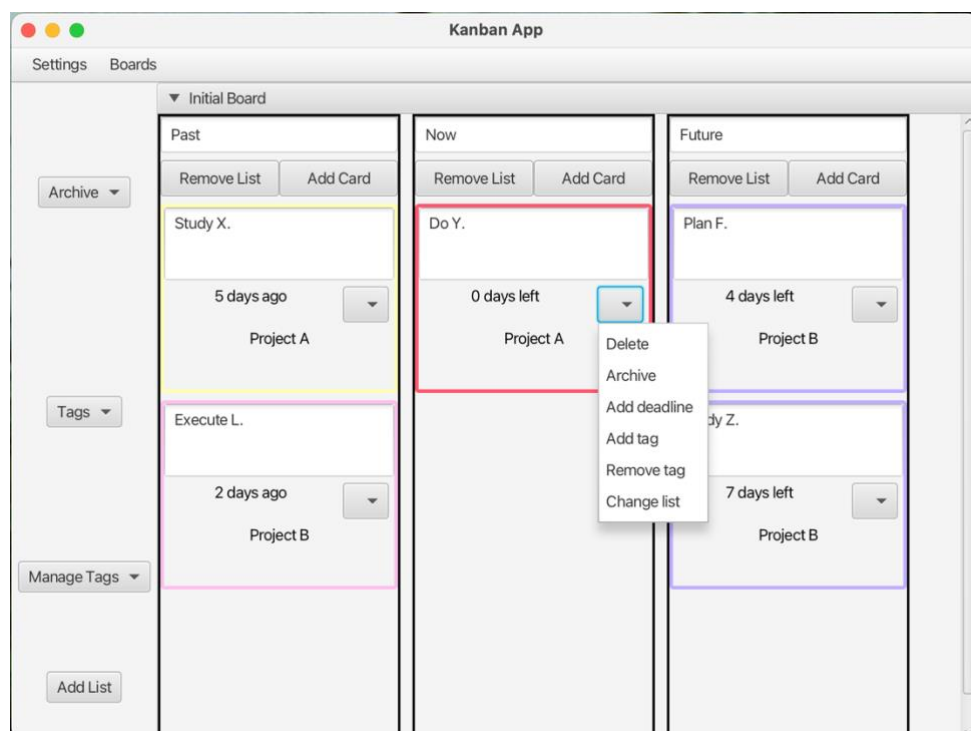 Kanban App
Settings Boards
Initial Board
Archive
Tags
Manage Tags
Add List
Past
Remove List Add Card
Study X.
5 days ago
Project A
Execute L.
2 days ago
Project B
Now
Remove List Add Card
Do Y.
0 days left
Project A
Delete
Archive
Add deadline
Add tag
Remove tag
Change list
Future
Remove List Add Card
Plan F.
4 days left
Project B
dy Z.
7 days left
Project B